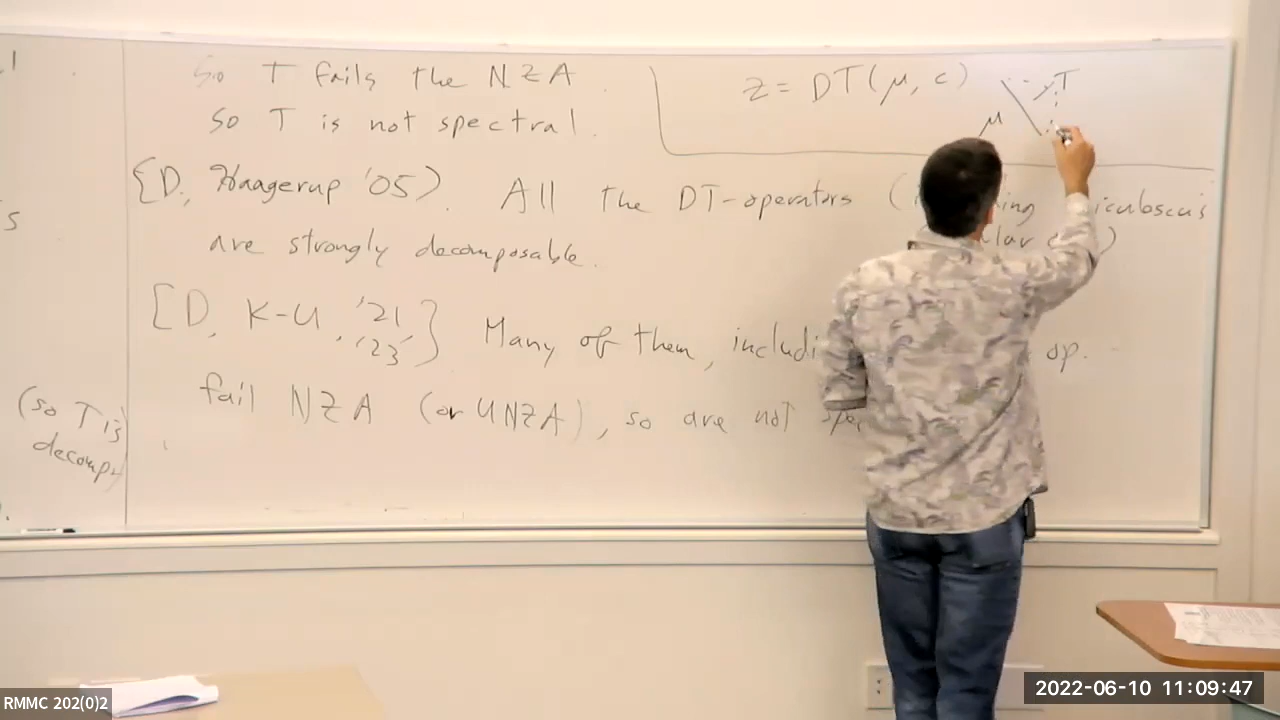 So T fails the NZA.
So T is not spectral.
Z = DT(μ, c)
T
μ
[D, Haagerup '05]. All the DT-operators
are strongly decomposable.
[D, K-U, '21, '23] Many of them, op.
fail NZA (or UNZA), so are not
(so T is
decomp
RMMC 202(0)2
2022-06-10 11:09:47